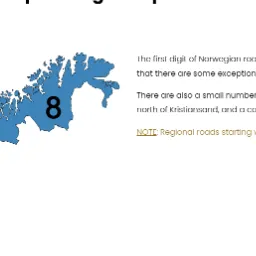 8
The first digit of Norwegian roa
that there are some exception
There are also a small number
north of Kristiansand, and a co
NOTE: Regional roads starting